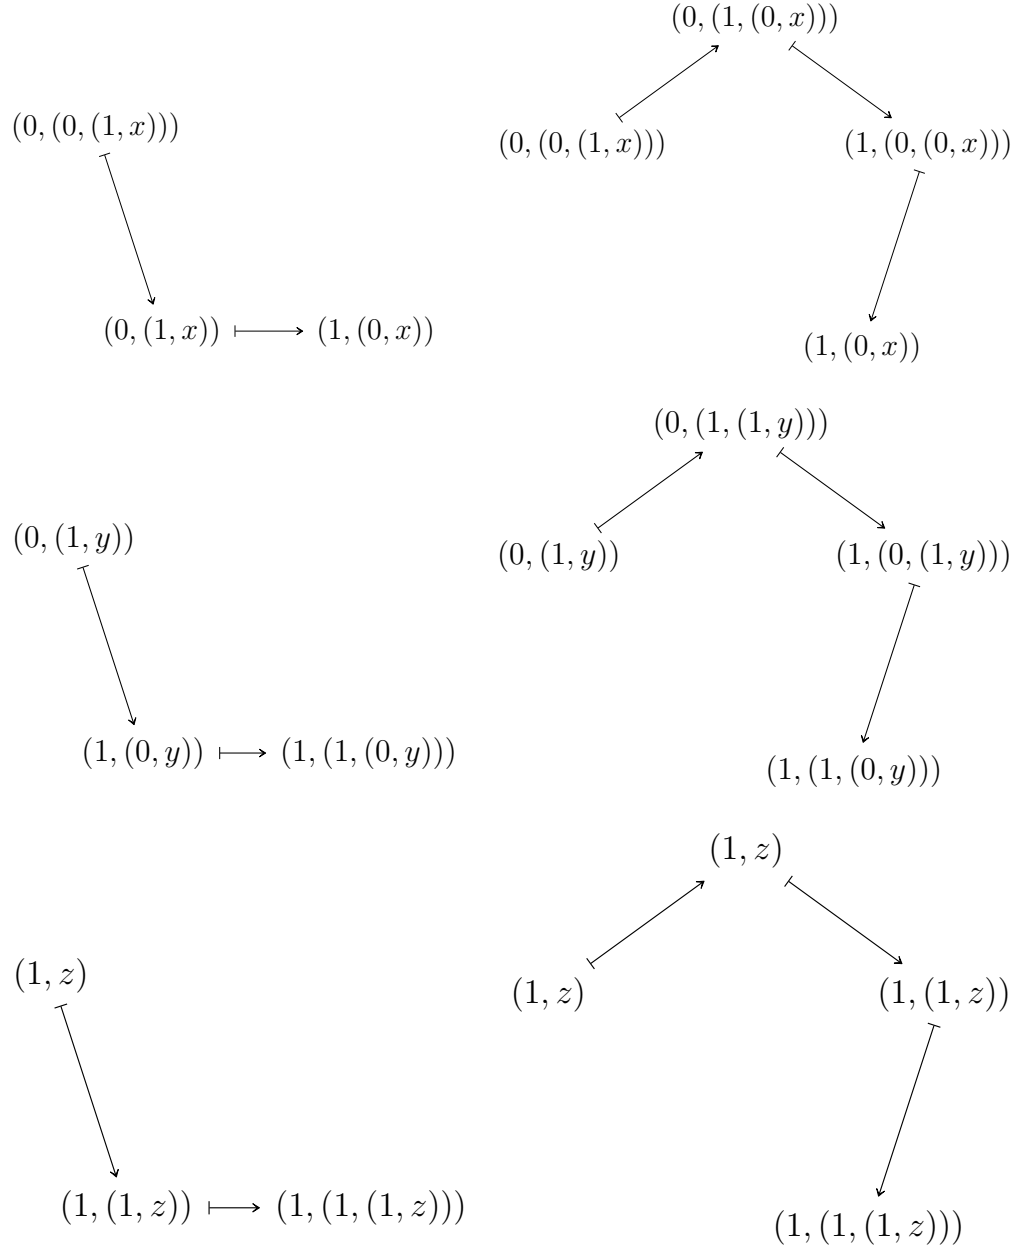 (0, (1, (0, x)))
(0, (0, (1, x)))
(0, (0, (1, x)))
(1, (0, (0, x)))
(0, (1, x))
(1, (0, x))
(1, (0, x))
(0, (1, (1, y)))
(0, (1, y))
(0, (1, y))
(1, (0, (1, y)))
(1, (0, y))
(1, (1, (0, y)))
(1, (1, (0, y)))
(1, z)
(1, z)
(1, z)
(1, (1, z))
(1, (1, z))
(1, (1, (1, z)))
(1, (1, (1, z)))